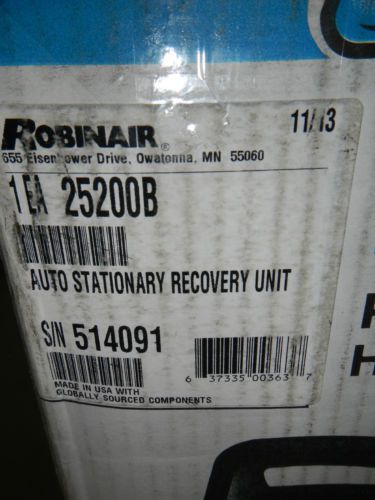 ROBINAIR®
11/13
655 Eisenhower Drive, Owatonna, MN 55060
1 EA 25200B
AUTO STATIONARY RECOVERY UNIT
S/N 514091
6 37335 00363 7
MADE IN USA WITH
GLOBALLY SOURCED COMPONENTS